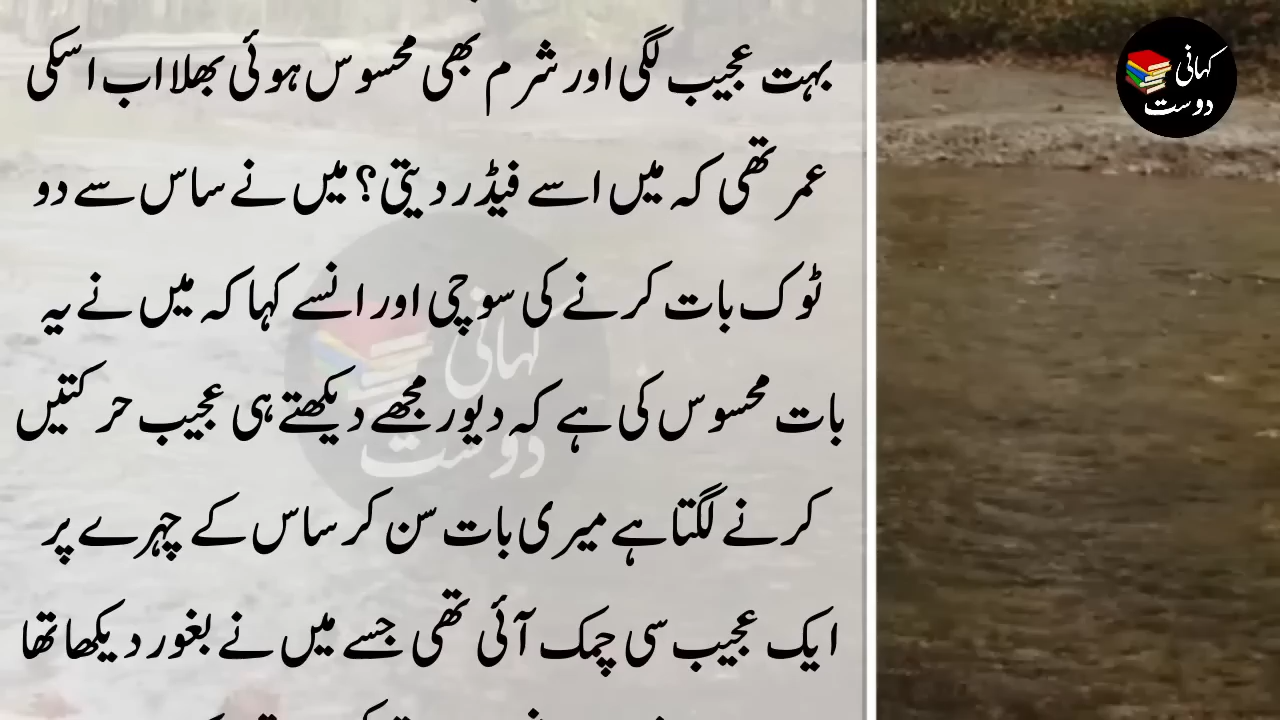 بہت عجیب لگی اور شرم بھی محسوس ہوئی بھلا اب اسکی
عمر تھی کہ میں اسے فیڈر دیتی؟ میں نے ساس سے دو
ٹوک بات کرنے کی سوچی اور انسے کہا کہ میں نے یہ
بات محسوس کی ہے کہ دیور مجھے دیکھتے ہی عجیب حرکتیں
کرنے لگتا ہے میری بات سن کر ساس کے چہرے پر
ایک عجیب سی چمک آئی تھی جسے میں نے بغور دیکھا تھا
کہانی
دوست
کہانی
دوست